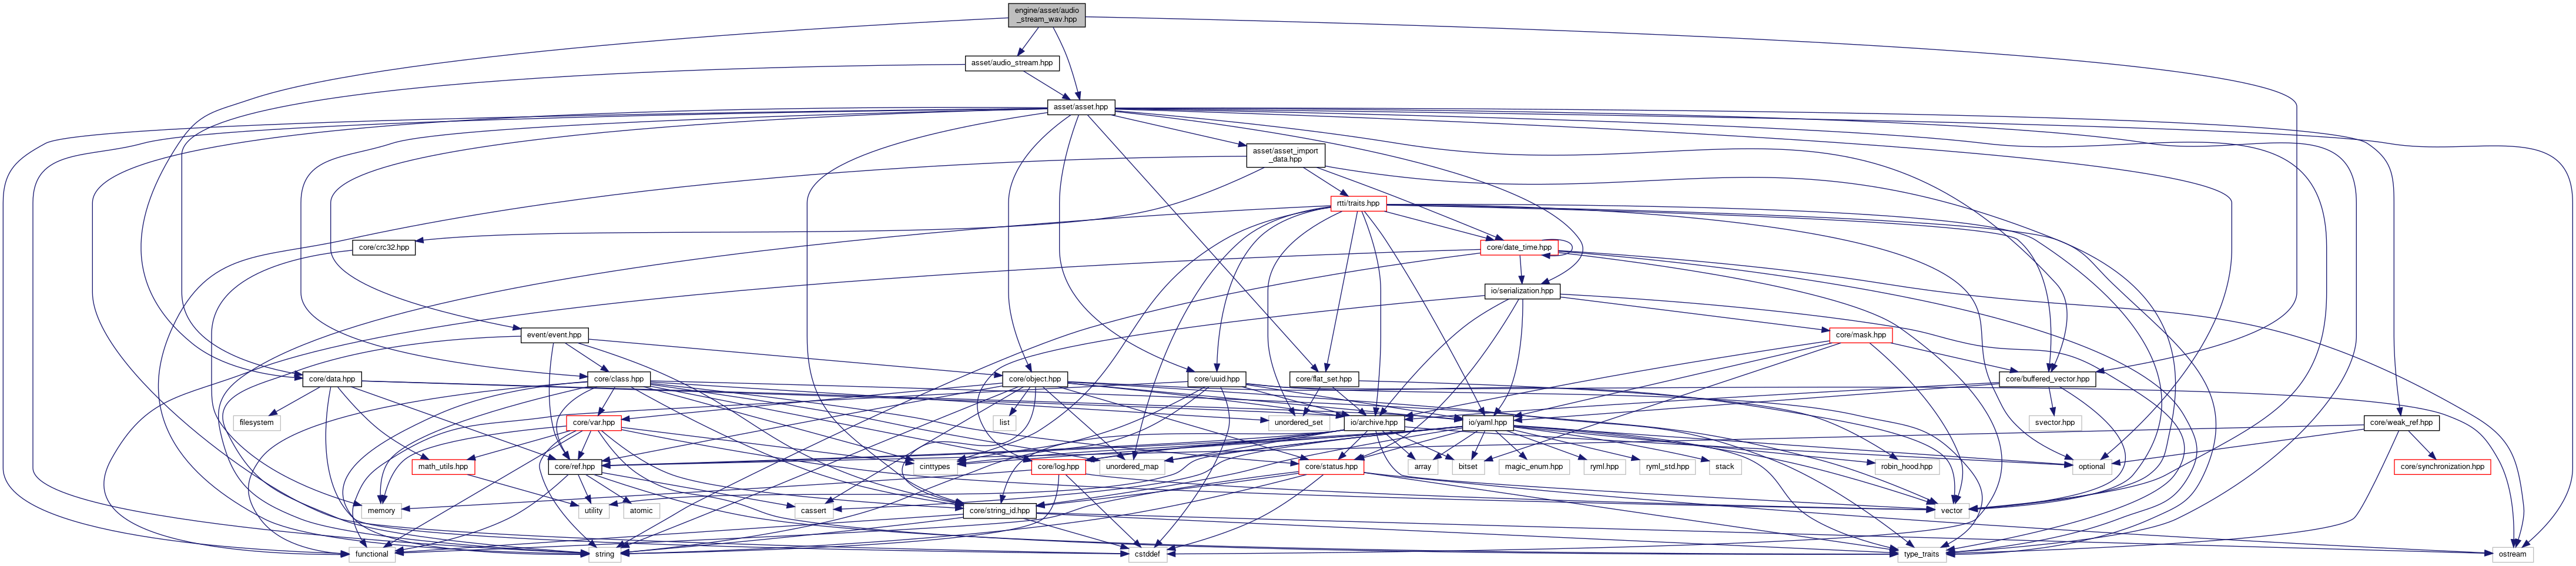 engine/asset/audio
_stream_wav.hpp
asset/audio_stream.hpp
asset/asset.hpp
asset/asset_import
_data.hpp
rtti/traits.hpp
core/crc32.hpp
core/date_time.hpp
io/serialization.hpp
event/event.hpp
core/mask.hpp
core/data.hpp
core/class.hpp
core/object.hpp
core/uuid.hpp
core/flat_set.hpp
core/buffered_vector.hpp
filesystem
core/var.hpp
list
unordered_set
io/archive.hpp
io/yaml.hpp
svector.hpp
core/weak_ref.hpp
math_utils.hpp
core/ref.hpp
cinttypes
core/log.hpp
unordered_map
core/status.hpp
array
bitset
magic_enum.hpp
ryml.hpp
ryml_std.hpp
stack
robin_hood.hpp
optional
core/synchronization.hpp
memory
utility
atomic
cassert
core/string_id.hpp
vector
functional
string
cstddef
type_traits
ostream